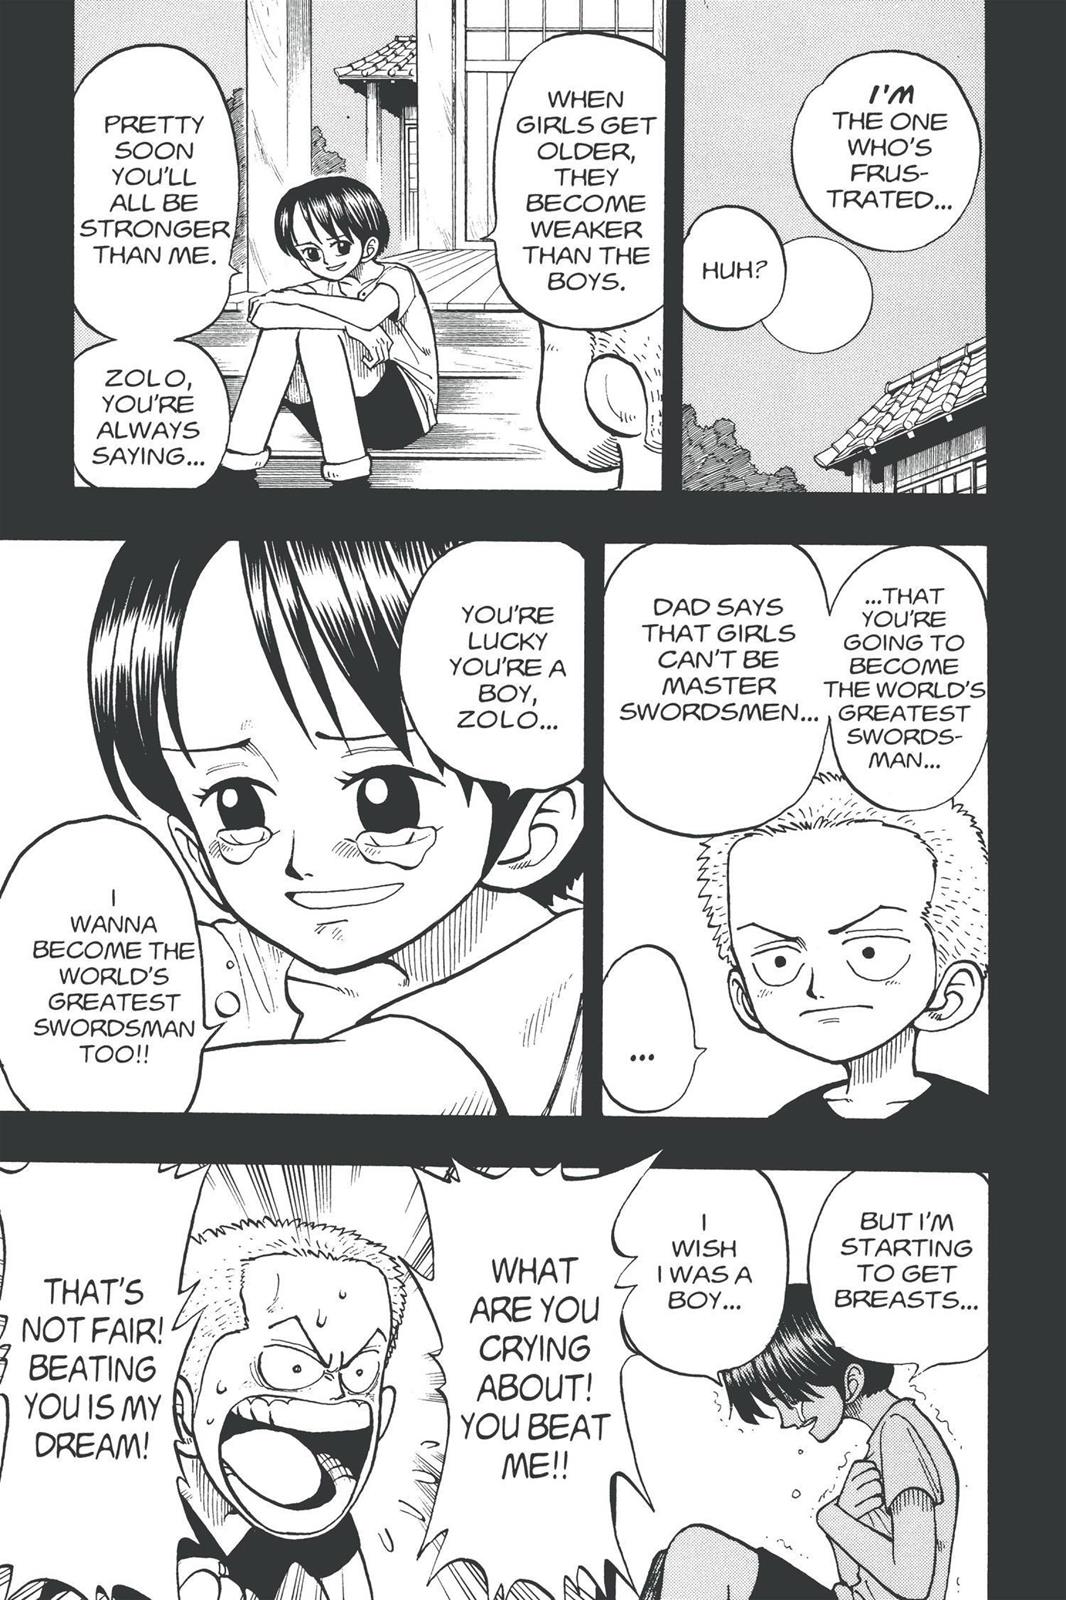 I'M
THE ONE
WHO'S
FRUS-
TRATED...
HUH?
WHEN
GIRLS GET
OLDER,
THEY
BECOME
WEAKER
THAN THE
BOYS.
PRETTY
SOON
YOU'LL
ALL BE
STRONGER
THAN ME.
ZOLO,
YOU'RE
ALWAYS
SAYING...
...THAT
YOU'RE
GOING TO
BECOME
THE WORLD'S
GREATEST
SWORDS-
MAN...
DAD SAYS
THAT GIRLS
CAN'T BE
MASTER
SWORDSMEN...
...
YOU'RE
LUCKY
YOU'RE A
BOY,
ZOLO...
I
WANNA
BECOME THE
WORLD'S
GREATEST
SWORDSMAN
TOO!!
BUT I'M
STARTING
TO GET
BREASTS...
I
WISH
I WAS A
BOY...
WHAT
ARE YOU
CRYING
ABOUT!
YOU BEAT
ME!!
THAT'S
NOT FAIR!
BEATING
YOU IS MY
DREAM!